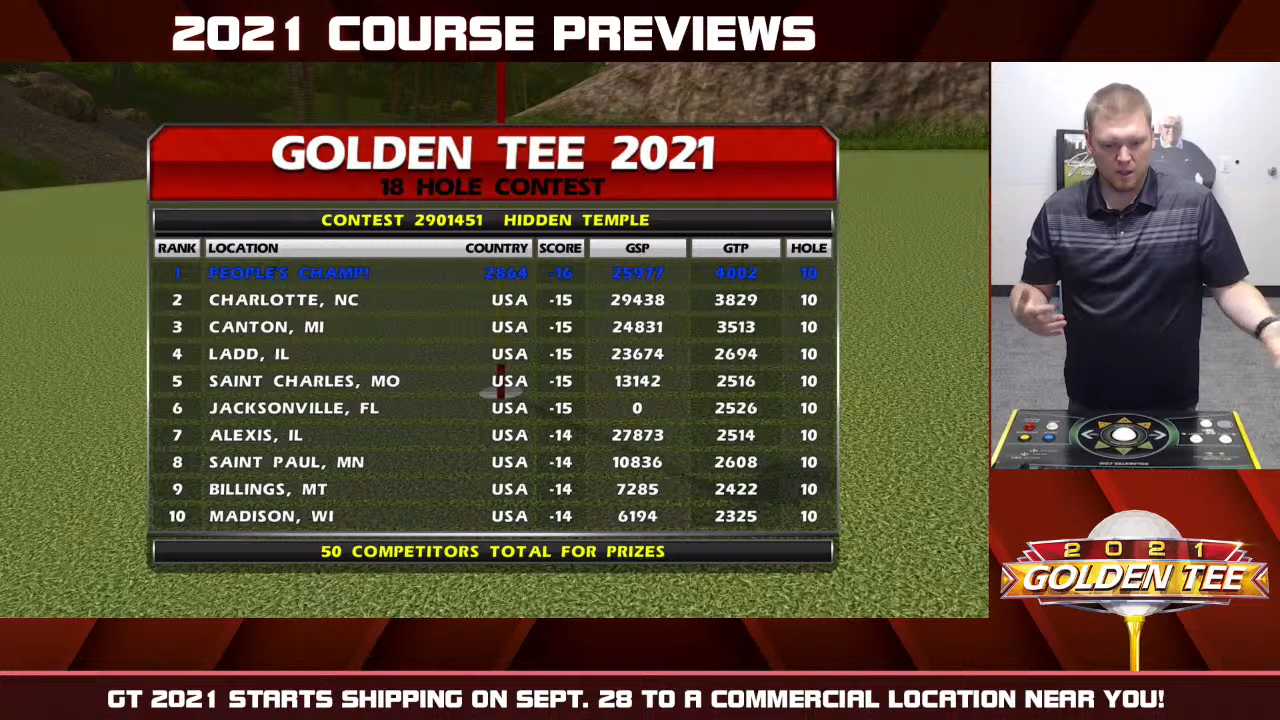 2021 COURSE PREVIEWS
GOLDEN TEE 2021
18 HOLE CONTEST
CONTEST 2901451 HIDDEN TEMPLE
RANK LOCATION COUNTRY SCORE GSP GTP HOLE
1 PEOPLE'S CHAMP! 2864 -16 25977 4002 10
2 CHARLOTTE, NC USA -15 29438 3829 10
3 CANTON, MI USA -15 24831 3513 10
4 LADD, IL USA -15 23674 2694 10
5 SAINT CHARLES, MO USA -15 13142 2516 10
6 JACKSONVILLE, FL USA -15 0 2526 10
7 ALEXIS, IL USA -14 27873 2514 10
8 SAINT PAUL, MN USA -14 10836 2608 10
9 BILLINGS, MT USA -14 7285 2422 10
10 MADISON, WI USA -14 6194 2325 10
50 COMPETITORS TOTAL FOR PRIZES
2021
GOLDEN TEE
GT 2021 STARTS SHIPPING ON SEPT. 28 TO A COMMERCIAL LOCATION NEAR YOU!